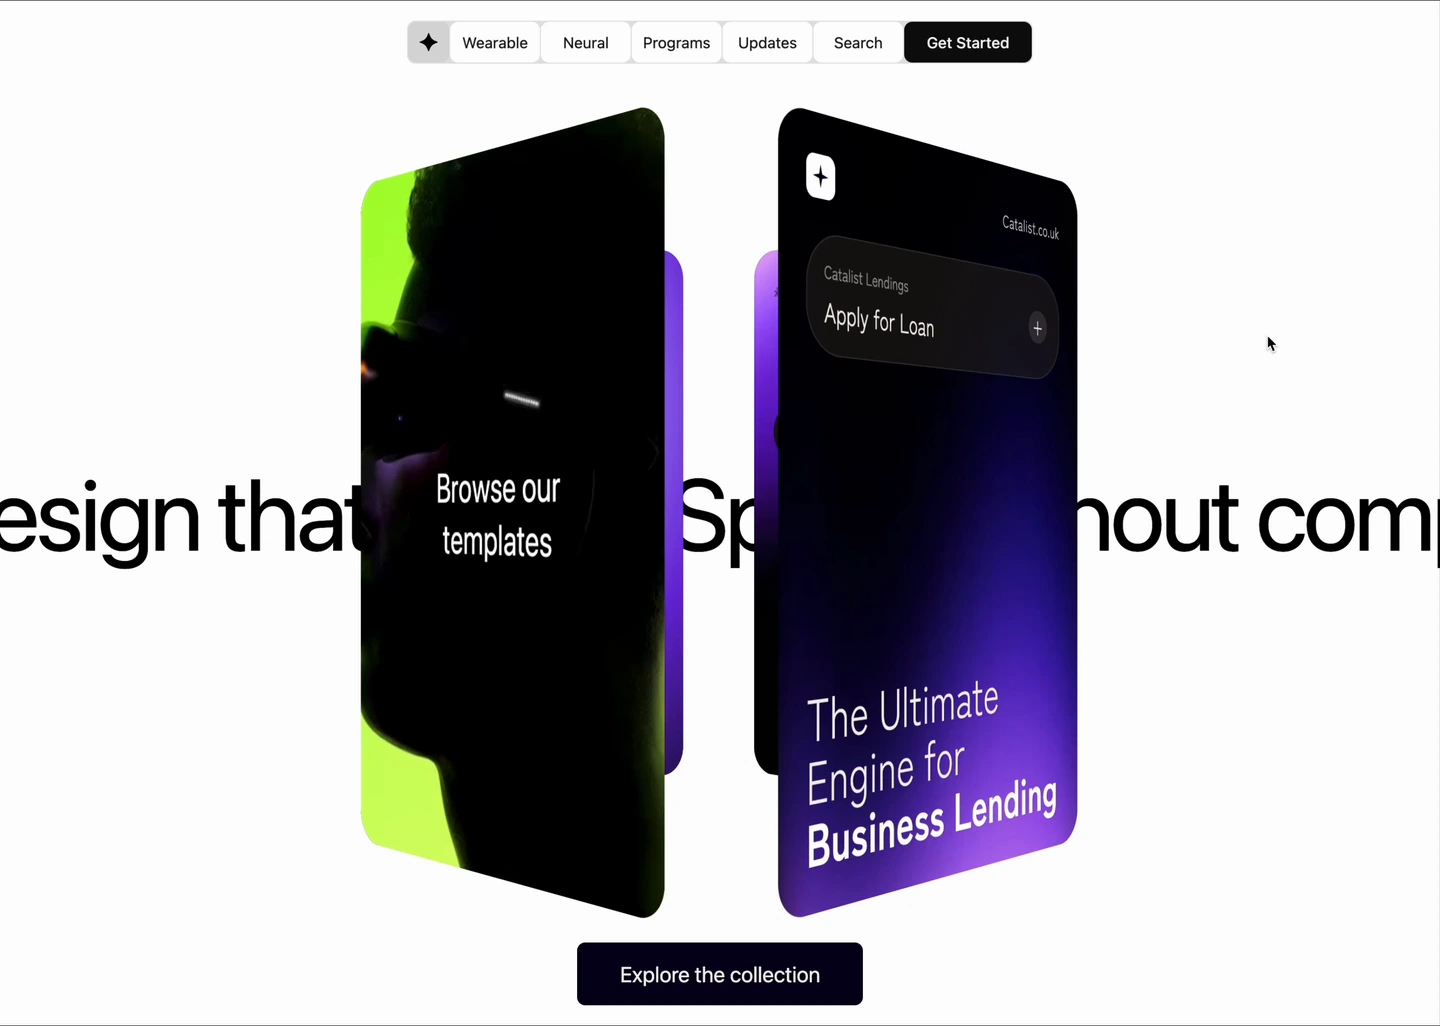 Wearable
Neural
Programs
Updates
Search
Get Started
Catalist.co.uk
Catalist Lendings
Apply for Loan
+
Browse our
templates
esign that
Sp
hout comp
The Ultimate
Engine for
Business Lending
Explore the collection